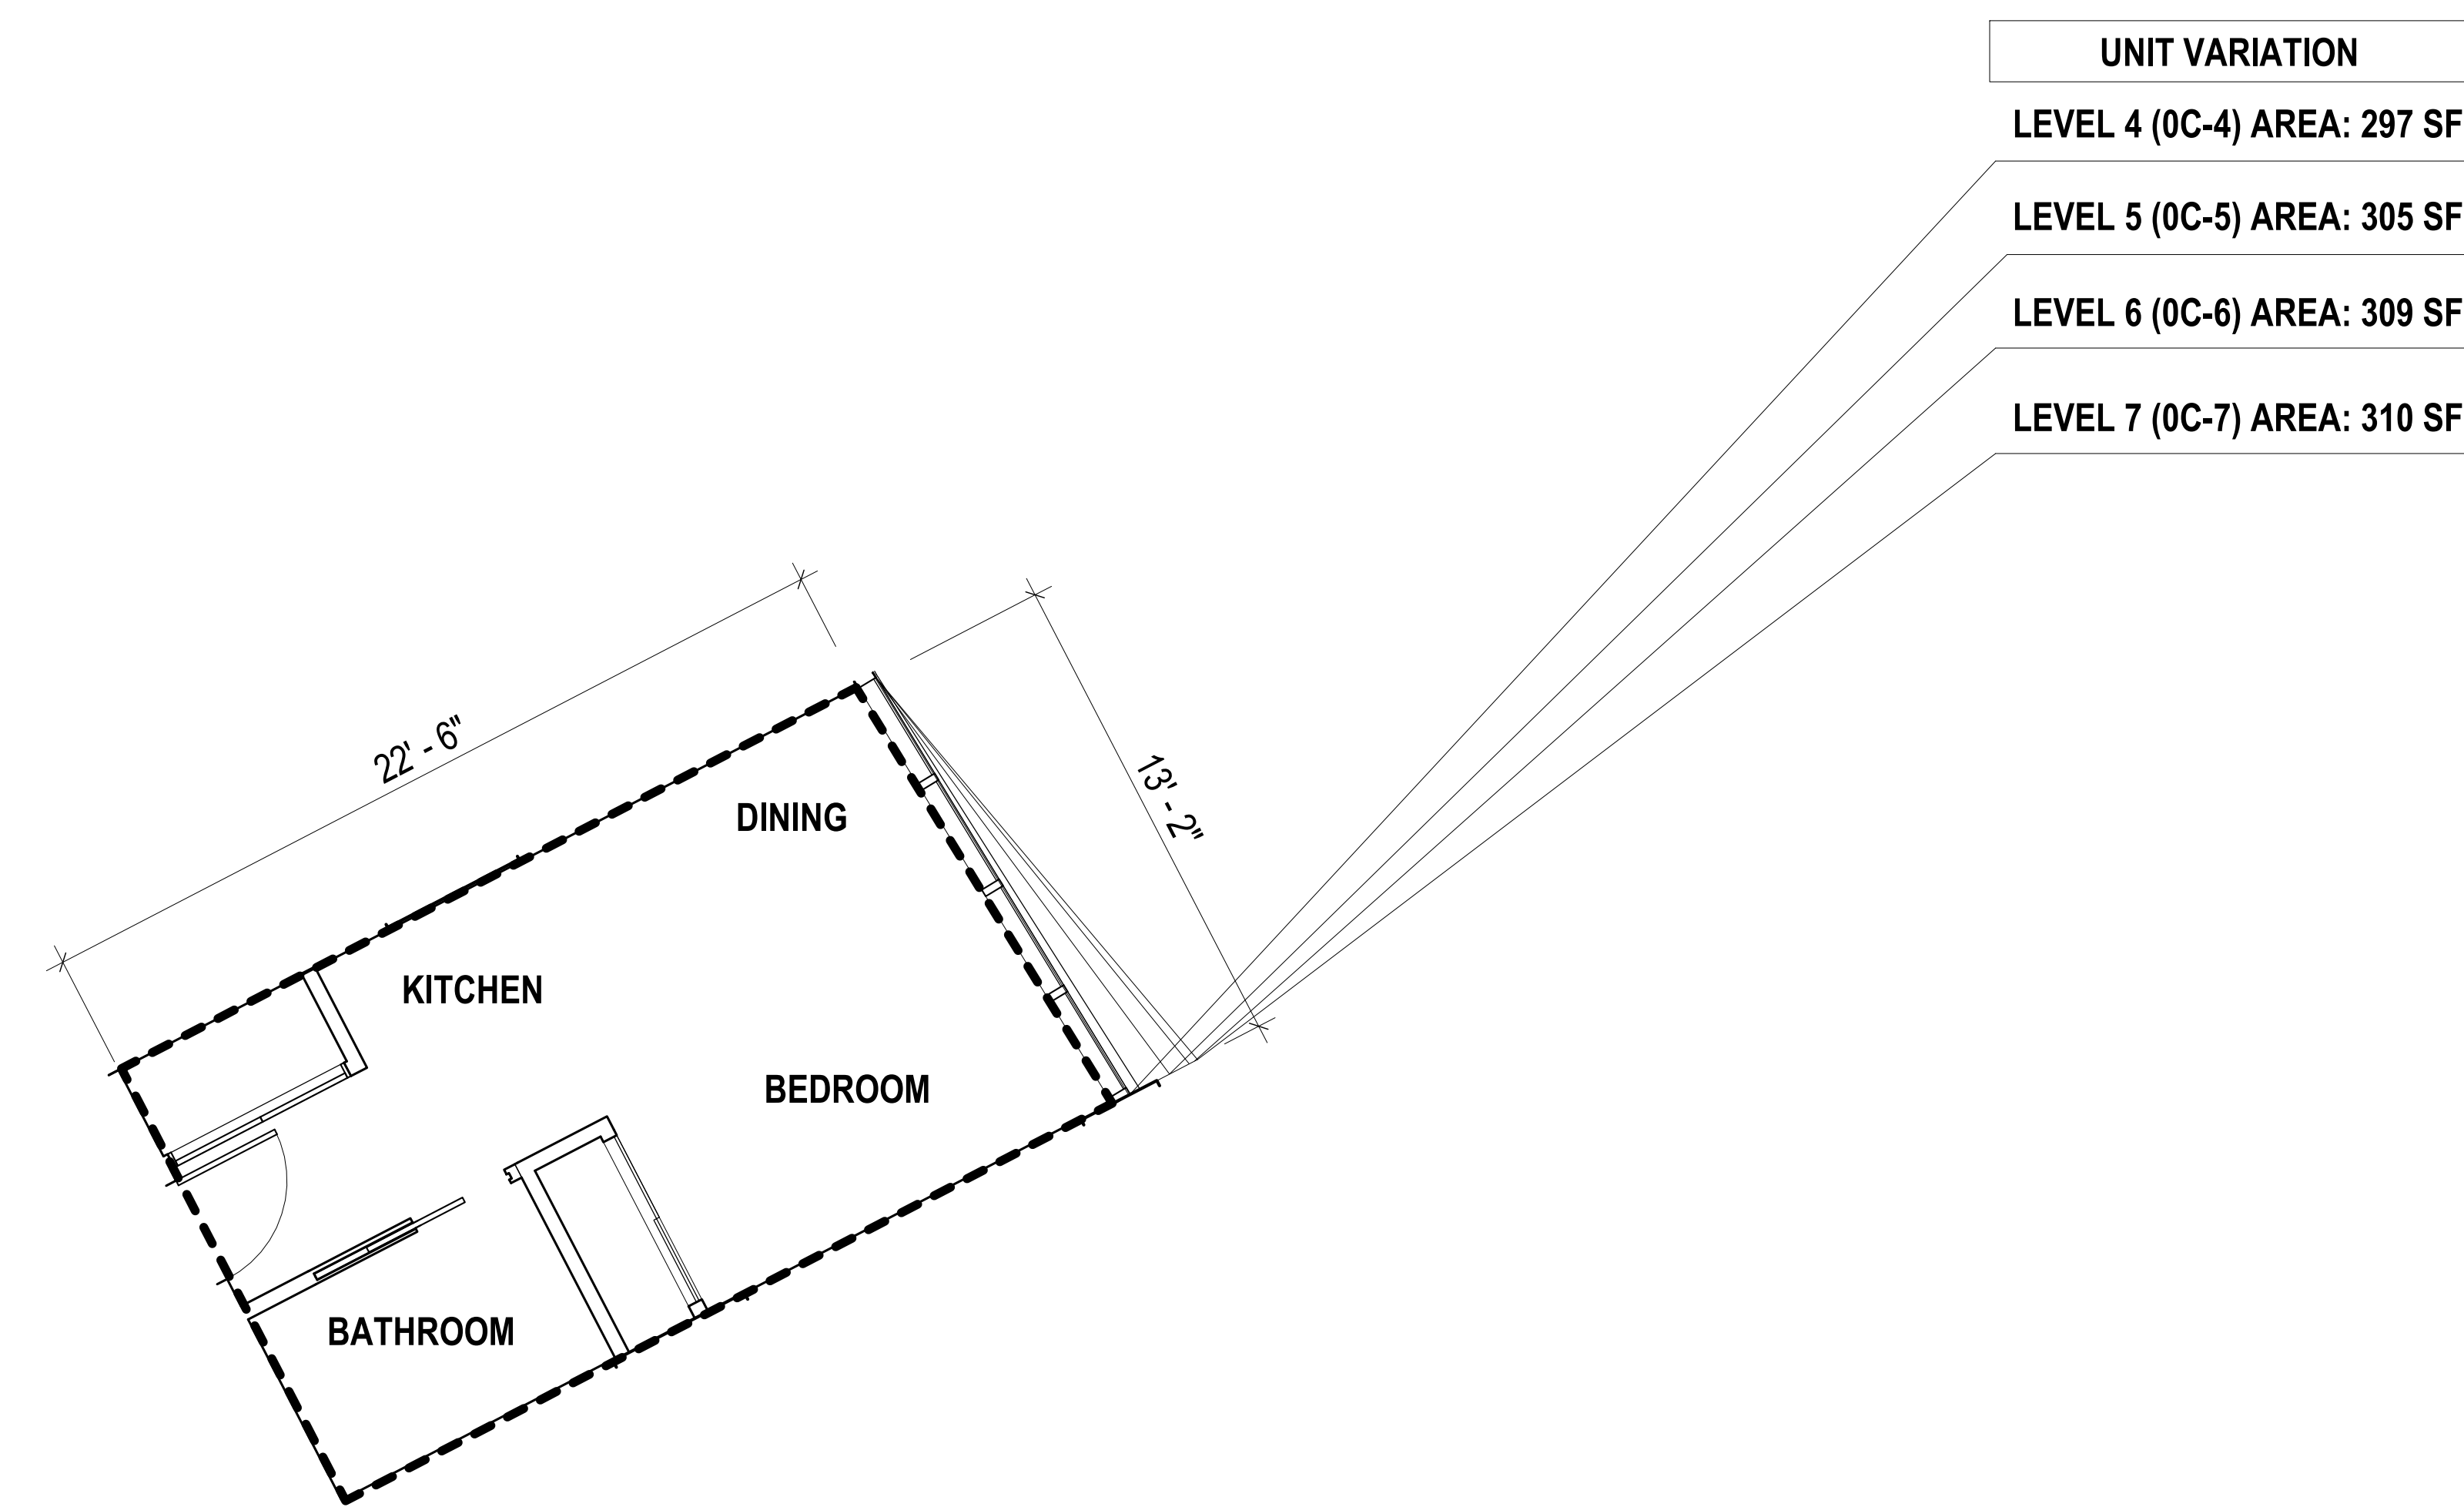 UNIT VARIATION
LEVEL 4 (0C-4) AREA: 297 SF
LEVEL 5 (0C-5) AREA: 305 SF
LEVEL 6 (0C-6) AREA: 309 SF
LEVEL 7 (0C-7) AREA: 310 SF
22' - 6"
13' - 2"
DINING
KITCHEN
BEDROOM
BATHROOM